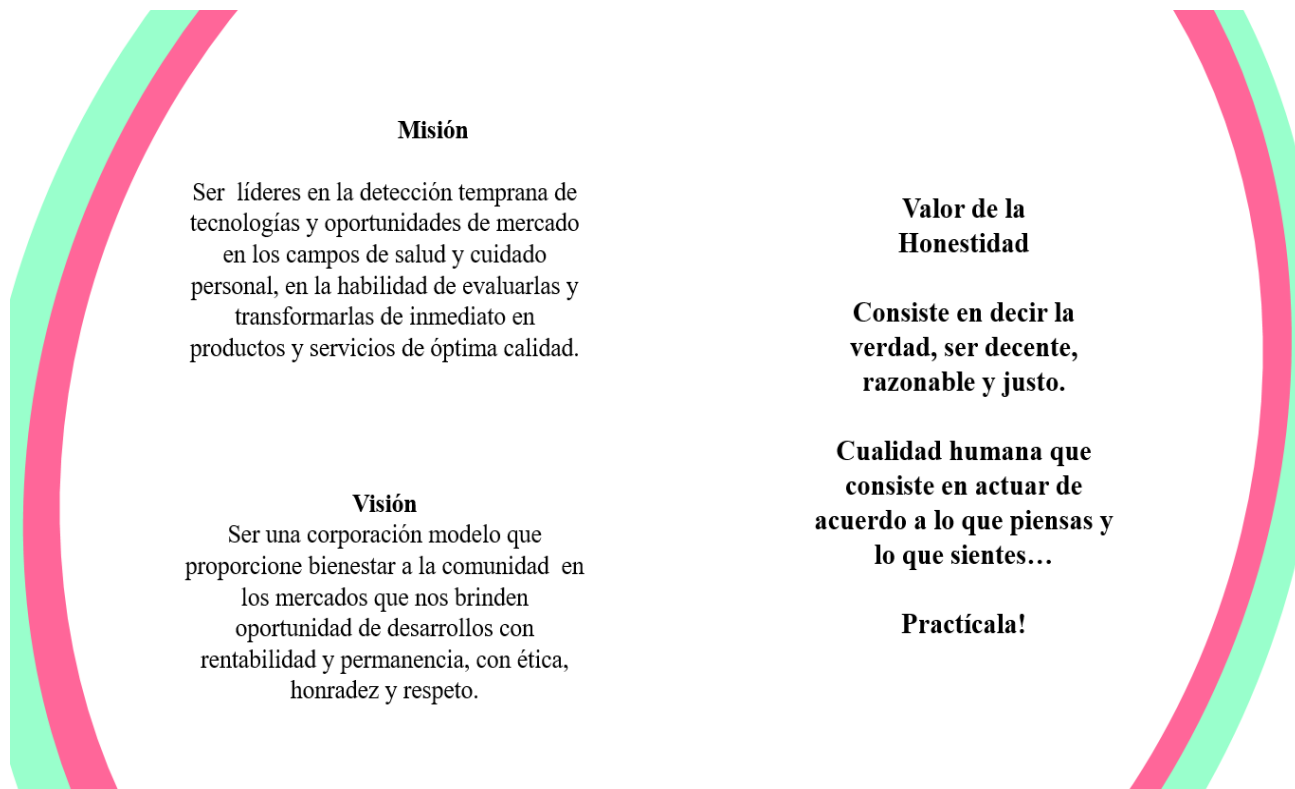 Misión
Ser  líderes en la detección temprana de
tecnologías y oportunidades de mercado
en los campos de salud y cuidado
personal, en la habilidad de evaluarlas y
transformarlas de inmediato en
productos y servicios de óptima calidad.
Visión
Ser una corporación modelo que
proporcione bienestar a la comunidad  en
los mercados que nos brinden
oportunidad de desarrollos con
rentabilidad y permanencia, con ética,
honradez y respeto.
Valor de la
Honestidad
Consiste en decir la
verdad, ser decente,
razonable y justo.
Cualidad humana que
consiste en actuar de
acuerdo a lo que piensas y
lo que sientes…
Practícala!